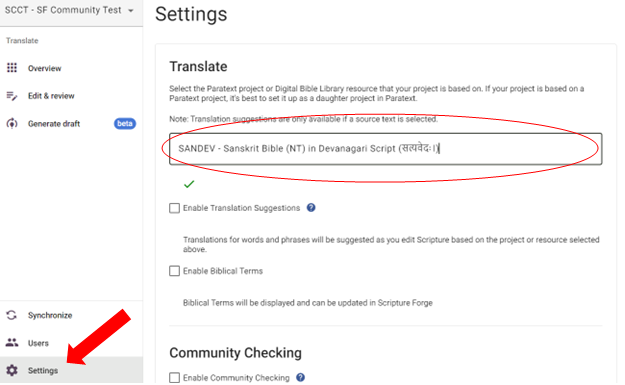 SCCT - SF Community Test
Settings
Translate
Overview
Edit & review
Generate draft beta
Translate
Select the Paratext project or Digital Bible Library resource that your project is based on. If your project is based on a
Paratext project, it's best to set it up as a daughter project in Paratext.
Note: Translation suggestions are only available if a source text is selected.
SANDEV - Sanskrit Bible (NT) in Devanagari Script (सत्यवेदः।)
Enable Translation Suggestions
Translations for words and phrases will be suggested as you edit Scripture based on the project or resource selected
above.
Enable Biblical Terms
Biblical Terms will be displayed and can be updated in Scripture Forge
Synchronize
Users
Settings
Community Checking
Enable Community Checking